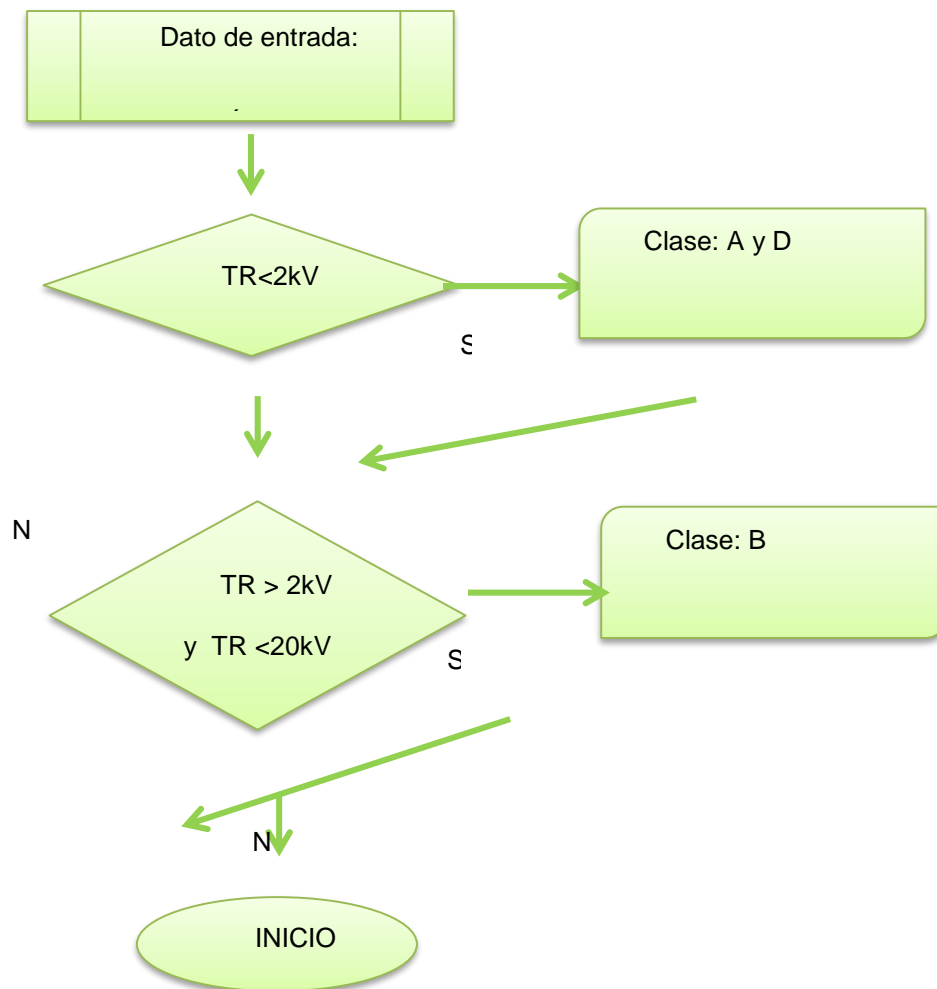 Dato de entrada:
TR<2kV
Clase: A y D
S
N
TR > 2kV
y TR <20kV
Clase: B
S
N
INICIO